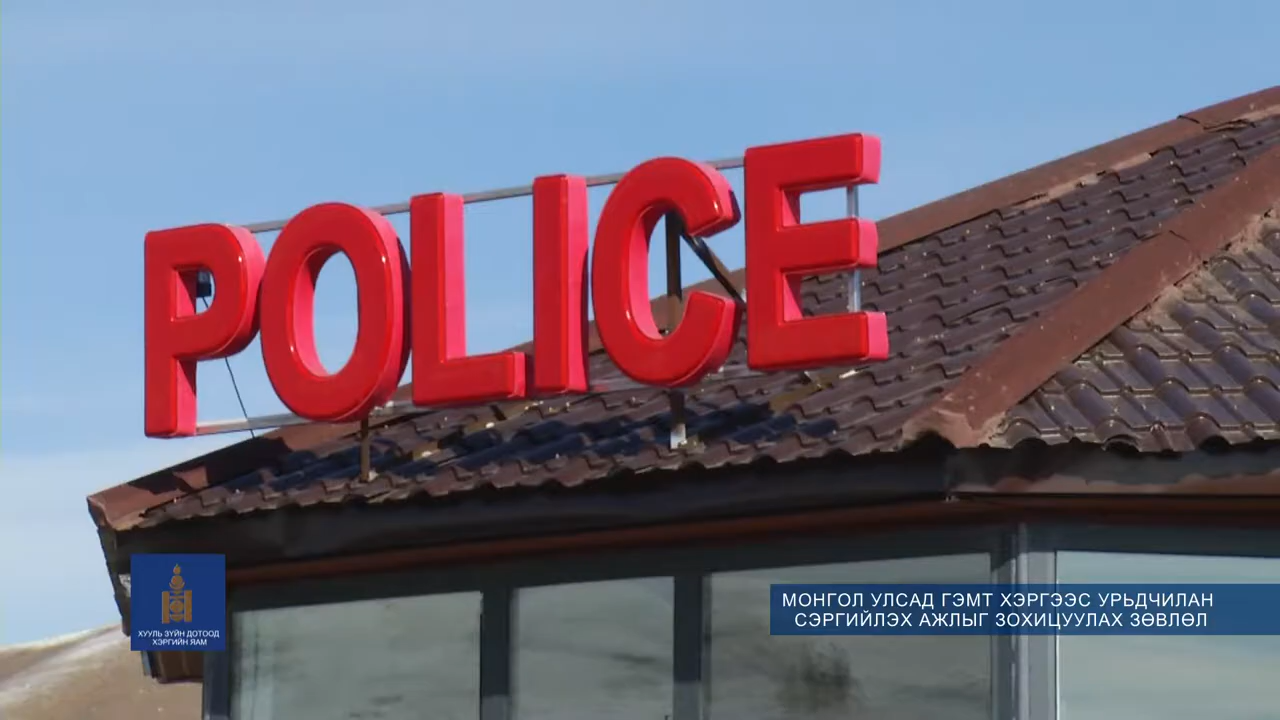 POLICE
ХУУЛЬ ЗҮЙН ДОТООД
ХЭРГИЙН ЯАМ
МОНГОЛ УЛСАД ГЭМТ ХЭРГЭЭС УРЬДЧИЛАН
СЭРГИЙЛЭХ АЖЛЫГ ЗОХИЦУУЛАХ ЗӨВЛӨЛ